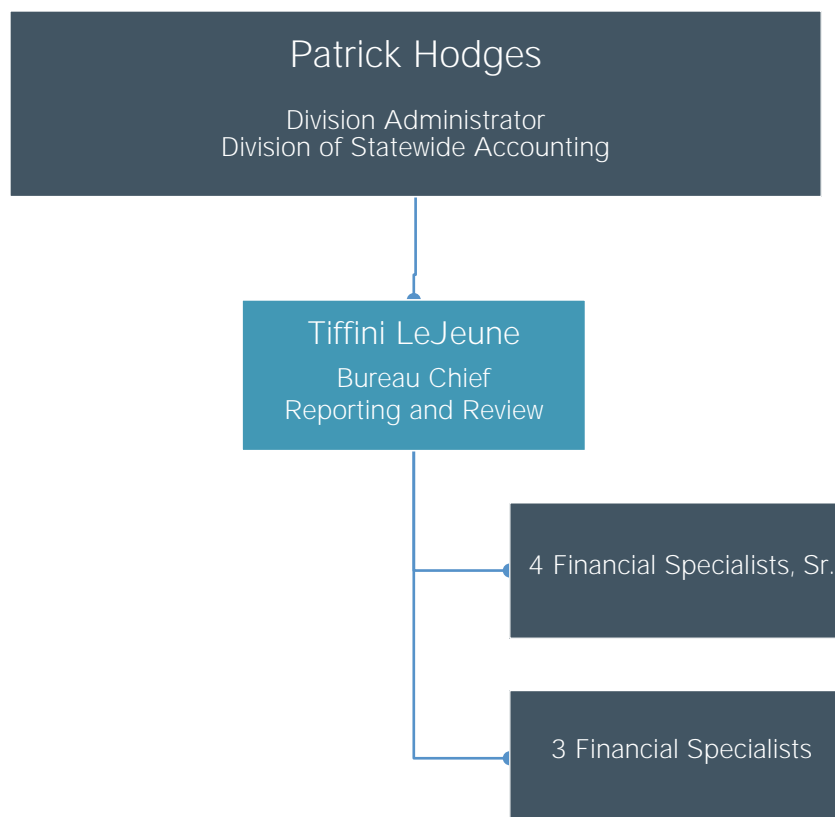 Patrick Hodges
Division Administrator
Division of Statewide Accounting
Tiffini LeJeune
Bureau Chief
Reporting and Review
4 Financial Specialists, Sr.
3 Financial Specialists